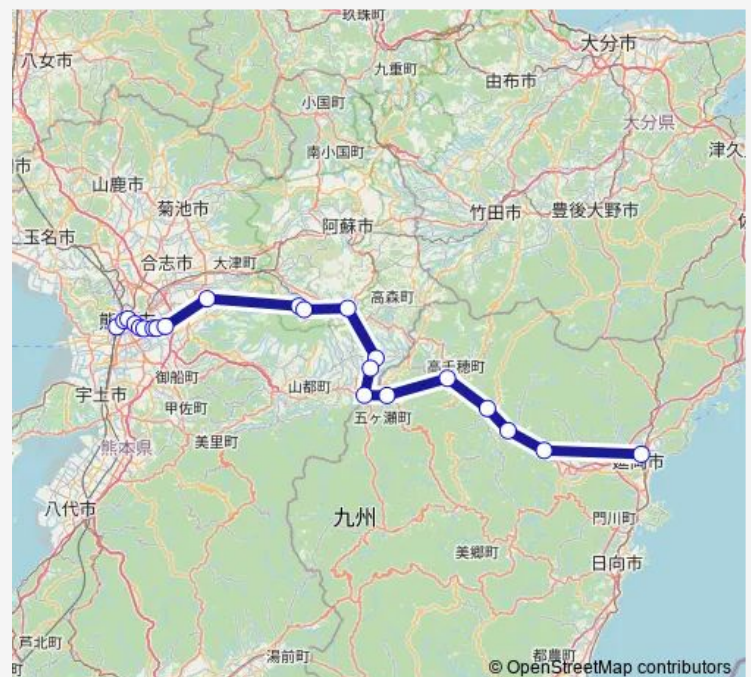 玖珠町
大分市
八女市
九重町
由布市
小国町
大分県
津久
南小国町
市
山鹿市
菊池市
竹田市
豊後大野市
阿蘇市
玉名市
合志市
大津町
高森町
御船町
高千穂町
宇土市
山都町
甲佐町
五ヶ瀬町
熊本県
美里町
八代市
九州
門川町
美郷町
日向市
芦北町
湯前町
都農町
町
© OpenStreetMap contributors